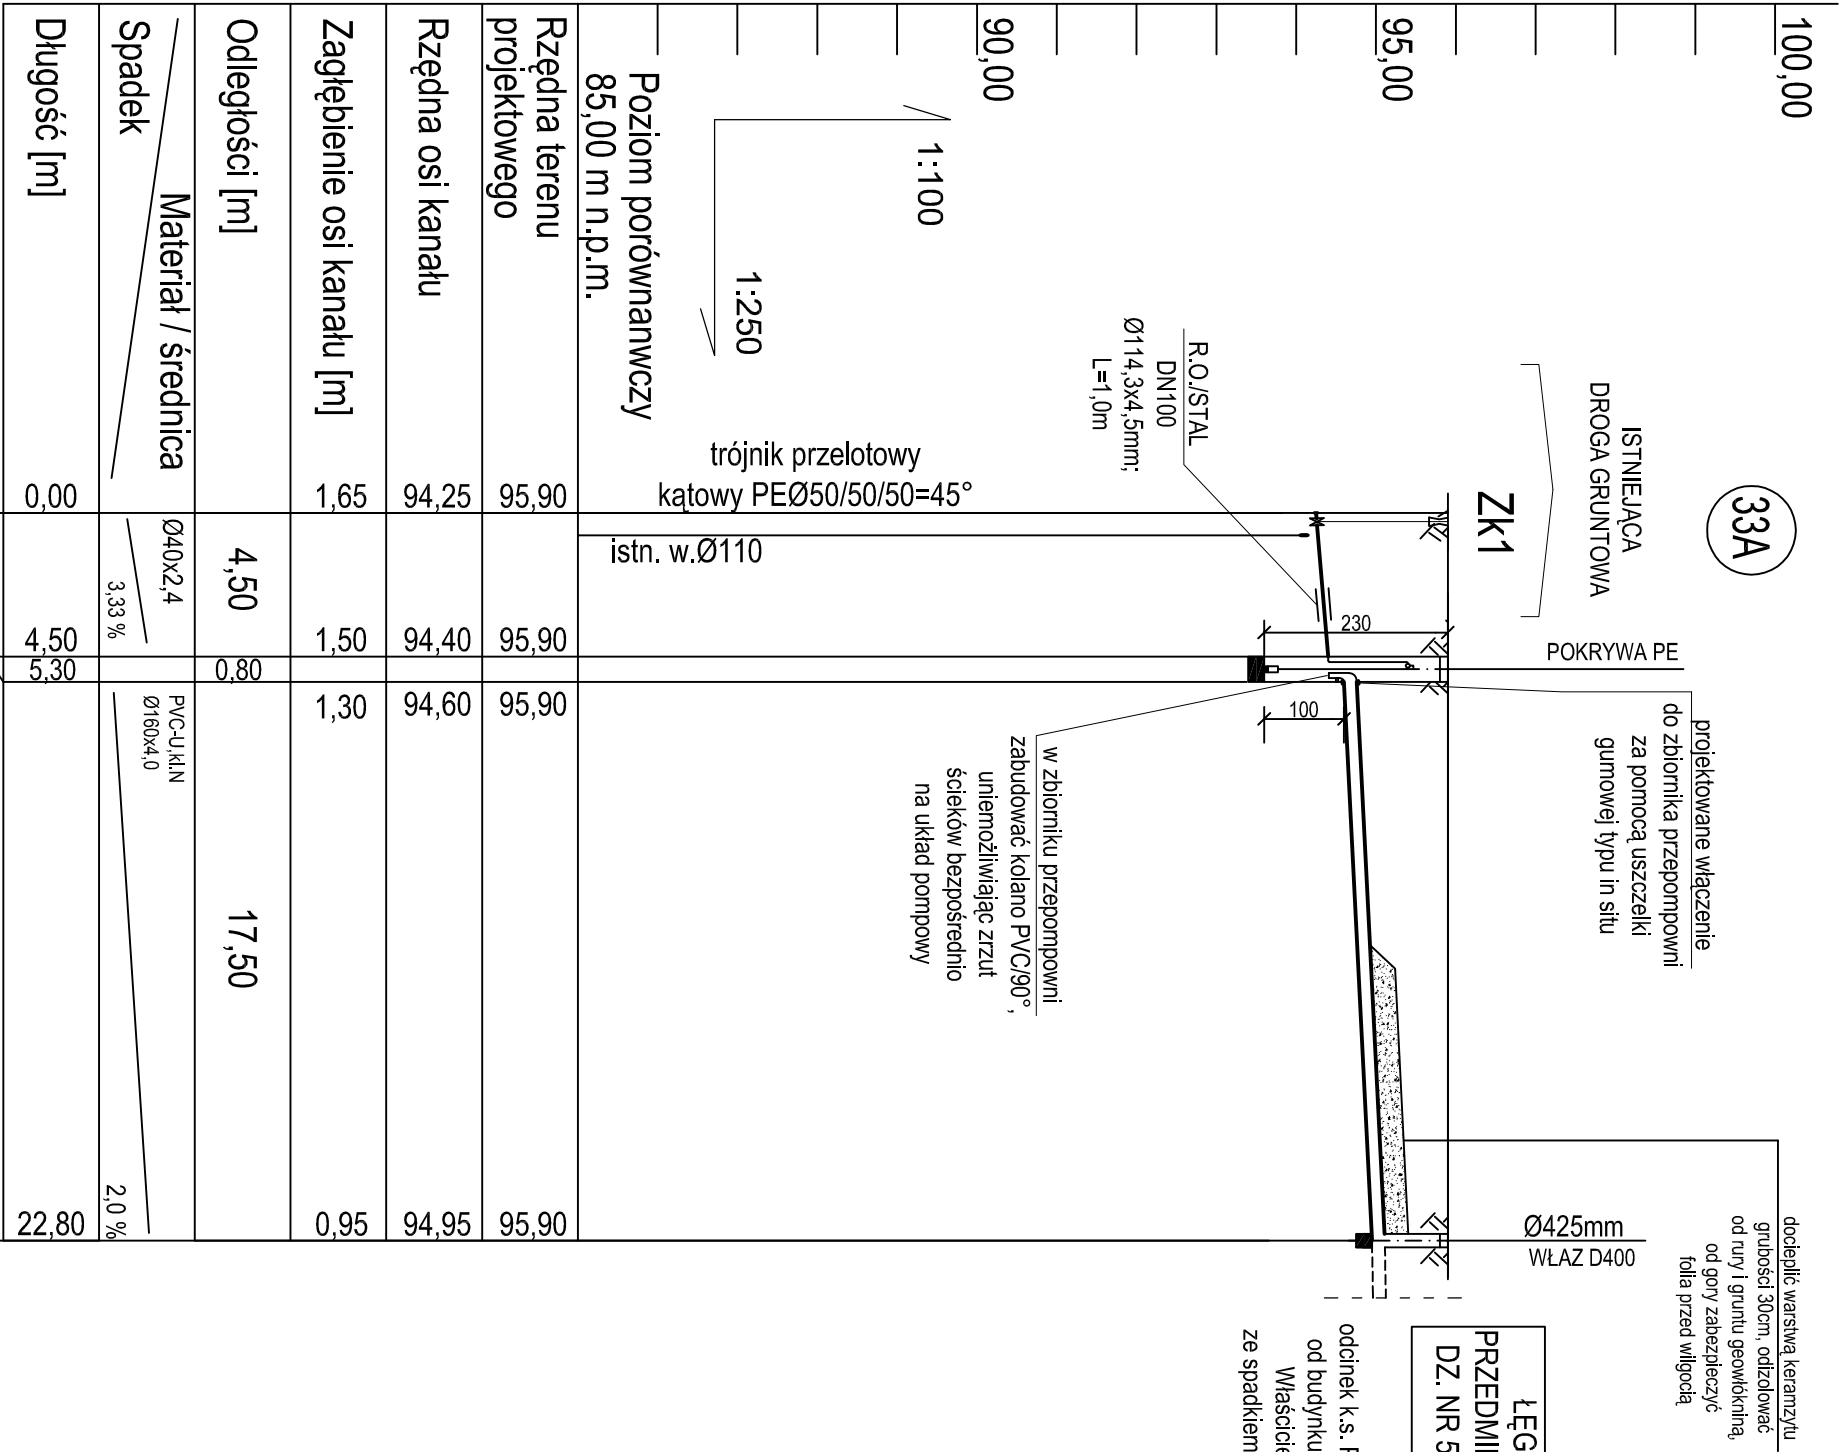 33A
ISTNIEJĄCA
DROGA GRUNTOWA
Zk1
POKRYWA PE
projektowane włączenie
do zbiornika przepompowni
za pomocą uszczelki
gumowej typu in situ
docieplić warstwą keramzytu
grubości 30cm, odizolować
od rury i gruntu geowłókniną,
od gory zabezpieczyć
folia przed wilgocią
Ø425mm
WŁAZ D400
ŁĘG
PRZEDMI
DZ. NR 5
odcinek k.s. 
od budynku
Właścicie
ze spadkiem
100,00
95,00
90,00
1:100
1:250
R.O./STAL
DN100
Ø114,3x4,5mm;
L=1,0m
230
100
w zbiorniku przepompowni
zabudować kolano PVC/90°,
uniemożliwiając zrzut
ścieków bezpośrednio
na układ pompowy
trójnik przelotowy
kątowy PEØ50/50/50=45°
istn. w.Ø110
Poziom porównanwczy
85,00 m n.p.m.
Rzędna terenu
projektowego
95,90 95,90 95,90 95,90
Rzędna osi kanału 94,25 94,40 94,60 94,95
Zagłębienie osi kanału [m] 1,65 1,50 1,30 0,95
Odległości [m] 4,50 0,80 17,50
Materiał / średnica
Spadek
Ø40x2,4
3,33 %
PVC-U,kl.N
Ø160x4,0
2,0 %
Długość [m] 0,00 4,50 5,30 22,80